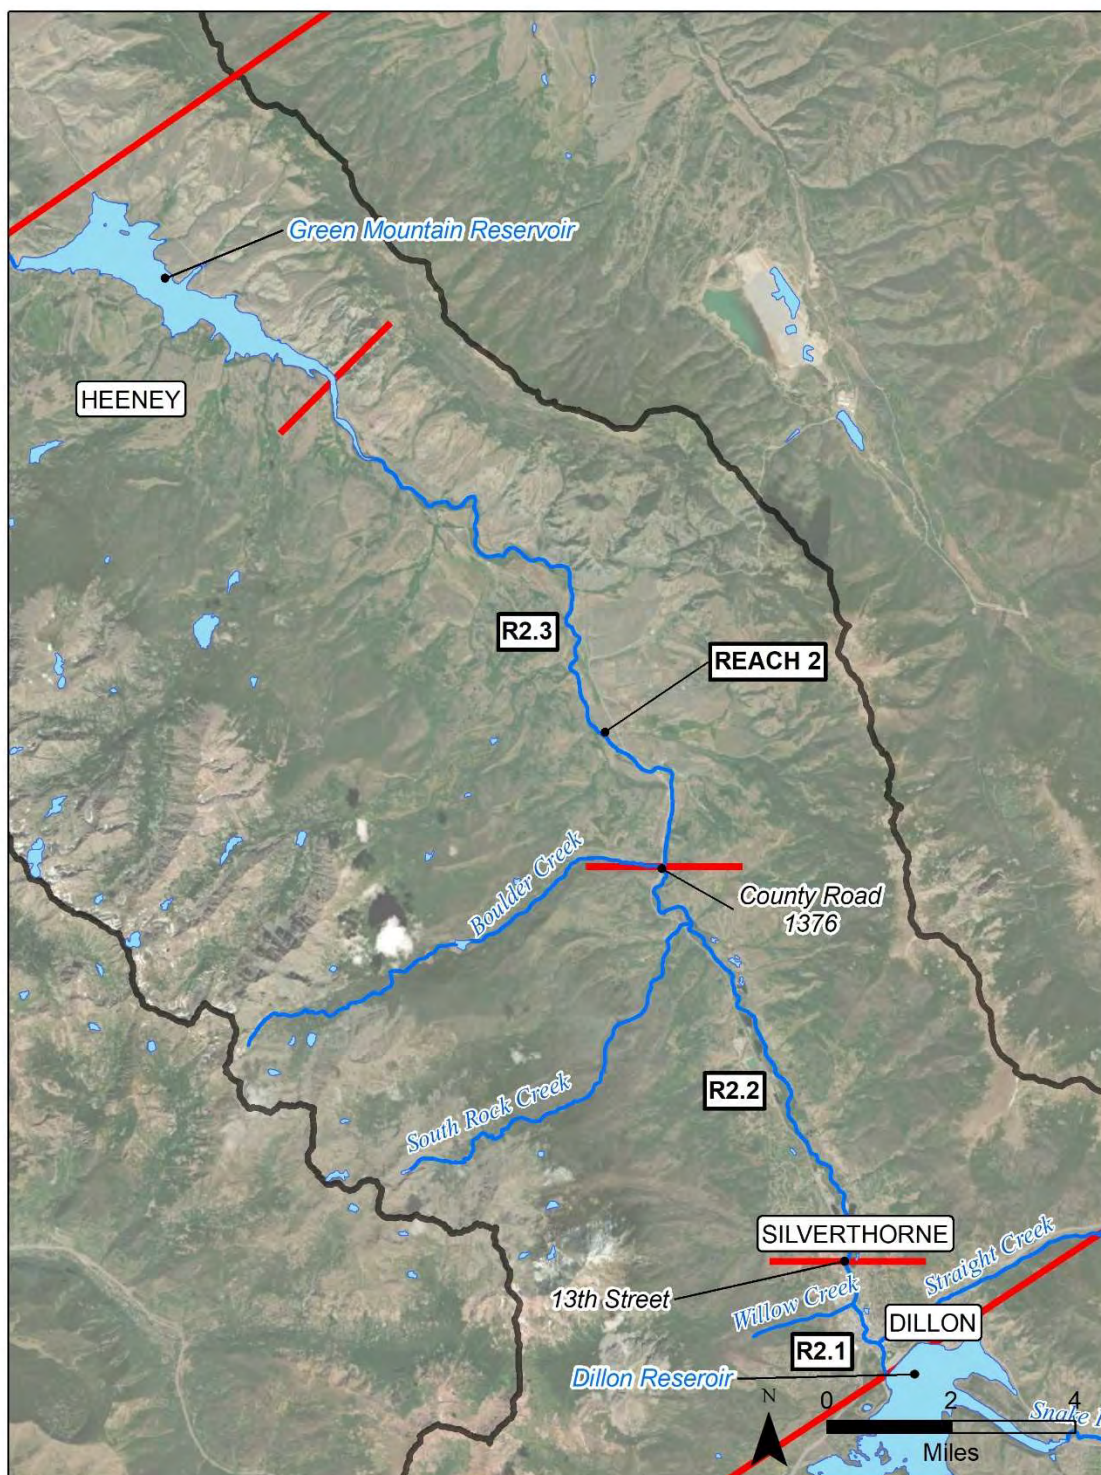 Green Mountain Reservoir
HEENEY
R2.3
REACH 2
Boulder Creek
County Road
1376
South Rock Creek
R2.2
SILVERTHORNE
Straight Creek
13th Street
Willow Creek
DILLON
R2.1
Dillon Reseroir
N
0 2 4
Snake
Miles